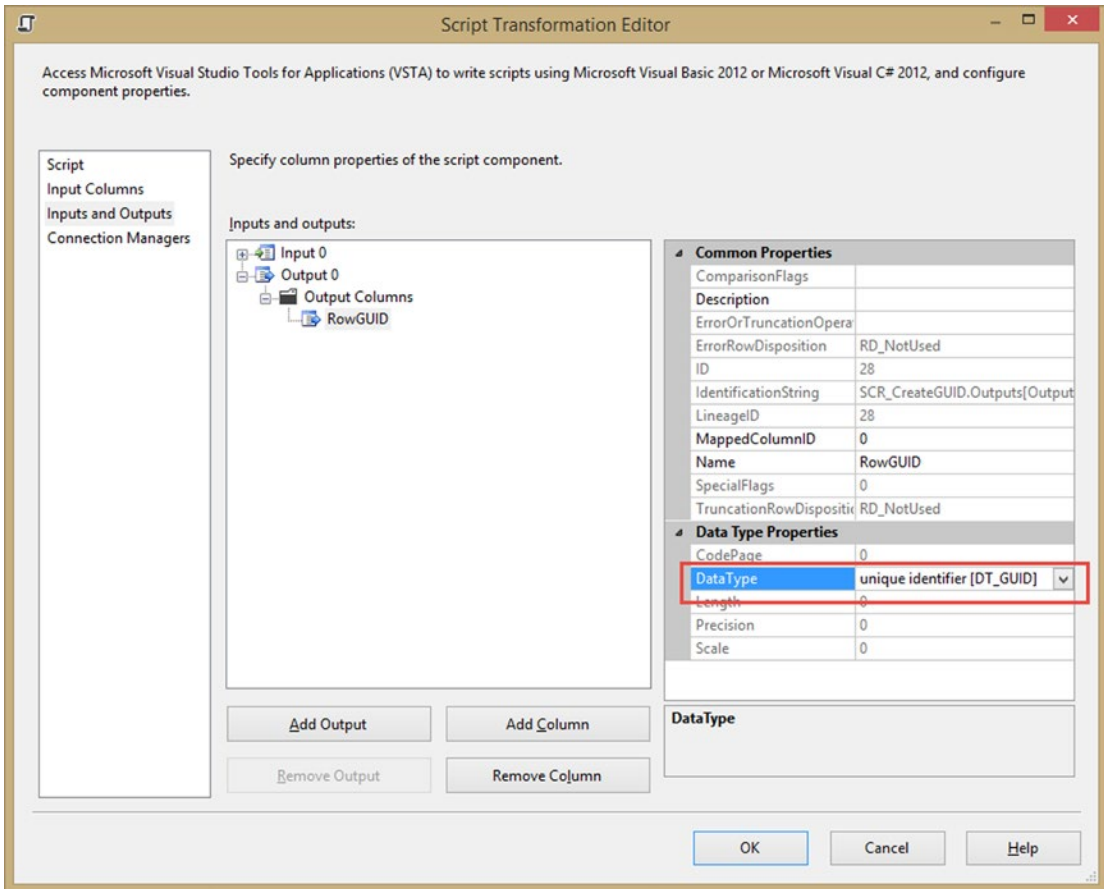 Script Transformation Editor
Access Microsoft Visual Studio Tools for Applications (VSTA) to write scripts using Microsoft Visual Basic 2012 or Microsoft Visual C# 2012, and configure
component properties.
Script
Input Columns
Inputs and Outputs
Connection Managers
Specify column properties of the script component.
Inputs and outputs:
Input 0
Output 0
Output Columns
RowGUID
Common Properties
ComparisonFlags
Description
ErrorOrTruncationOpera
ErrorRowDisposition RD_NotUsed
ID 28
IdentificationString SCR_CreateGUID.Outputs[Output
LineageID 28
MappedColumnID 0
Name RowGUID
SpecialFlags 0
TruncationRowDispositic RD_NotUsed
Data Type Properties
CodePage 0
DataType unique identifier [DT_GUID]
Length 0
Precision 0
Scale 0
Add Output
Add Column
Remove Output
Remove Column
DataType
OK
Cancel
Help